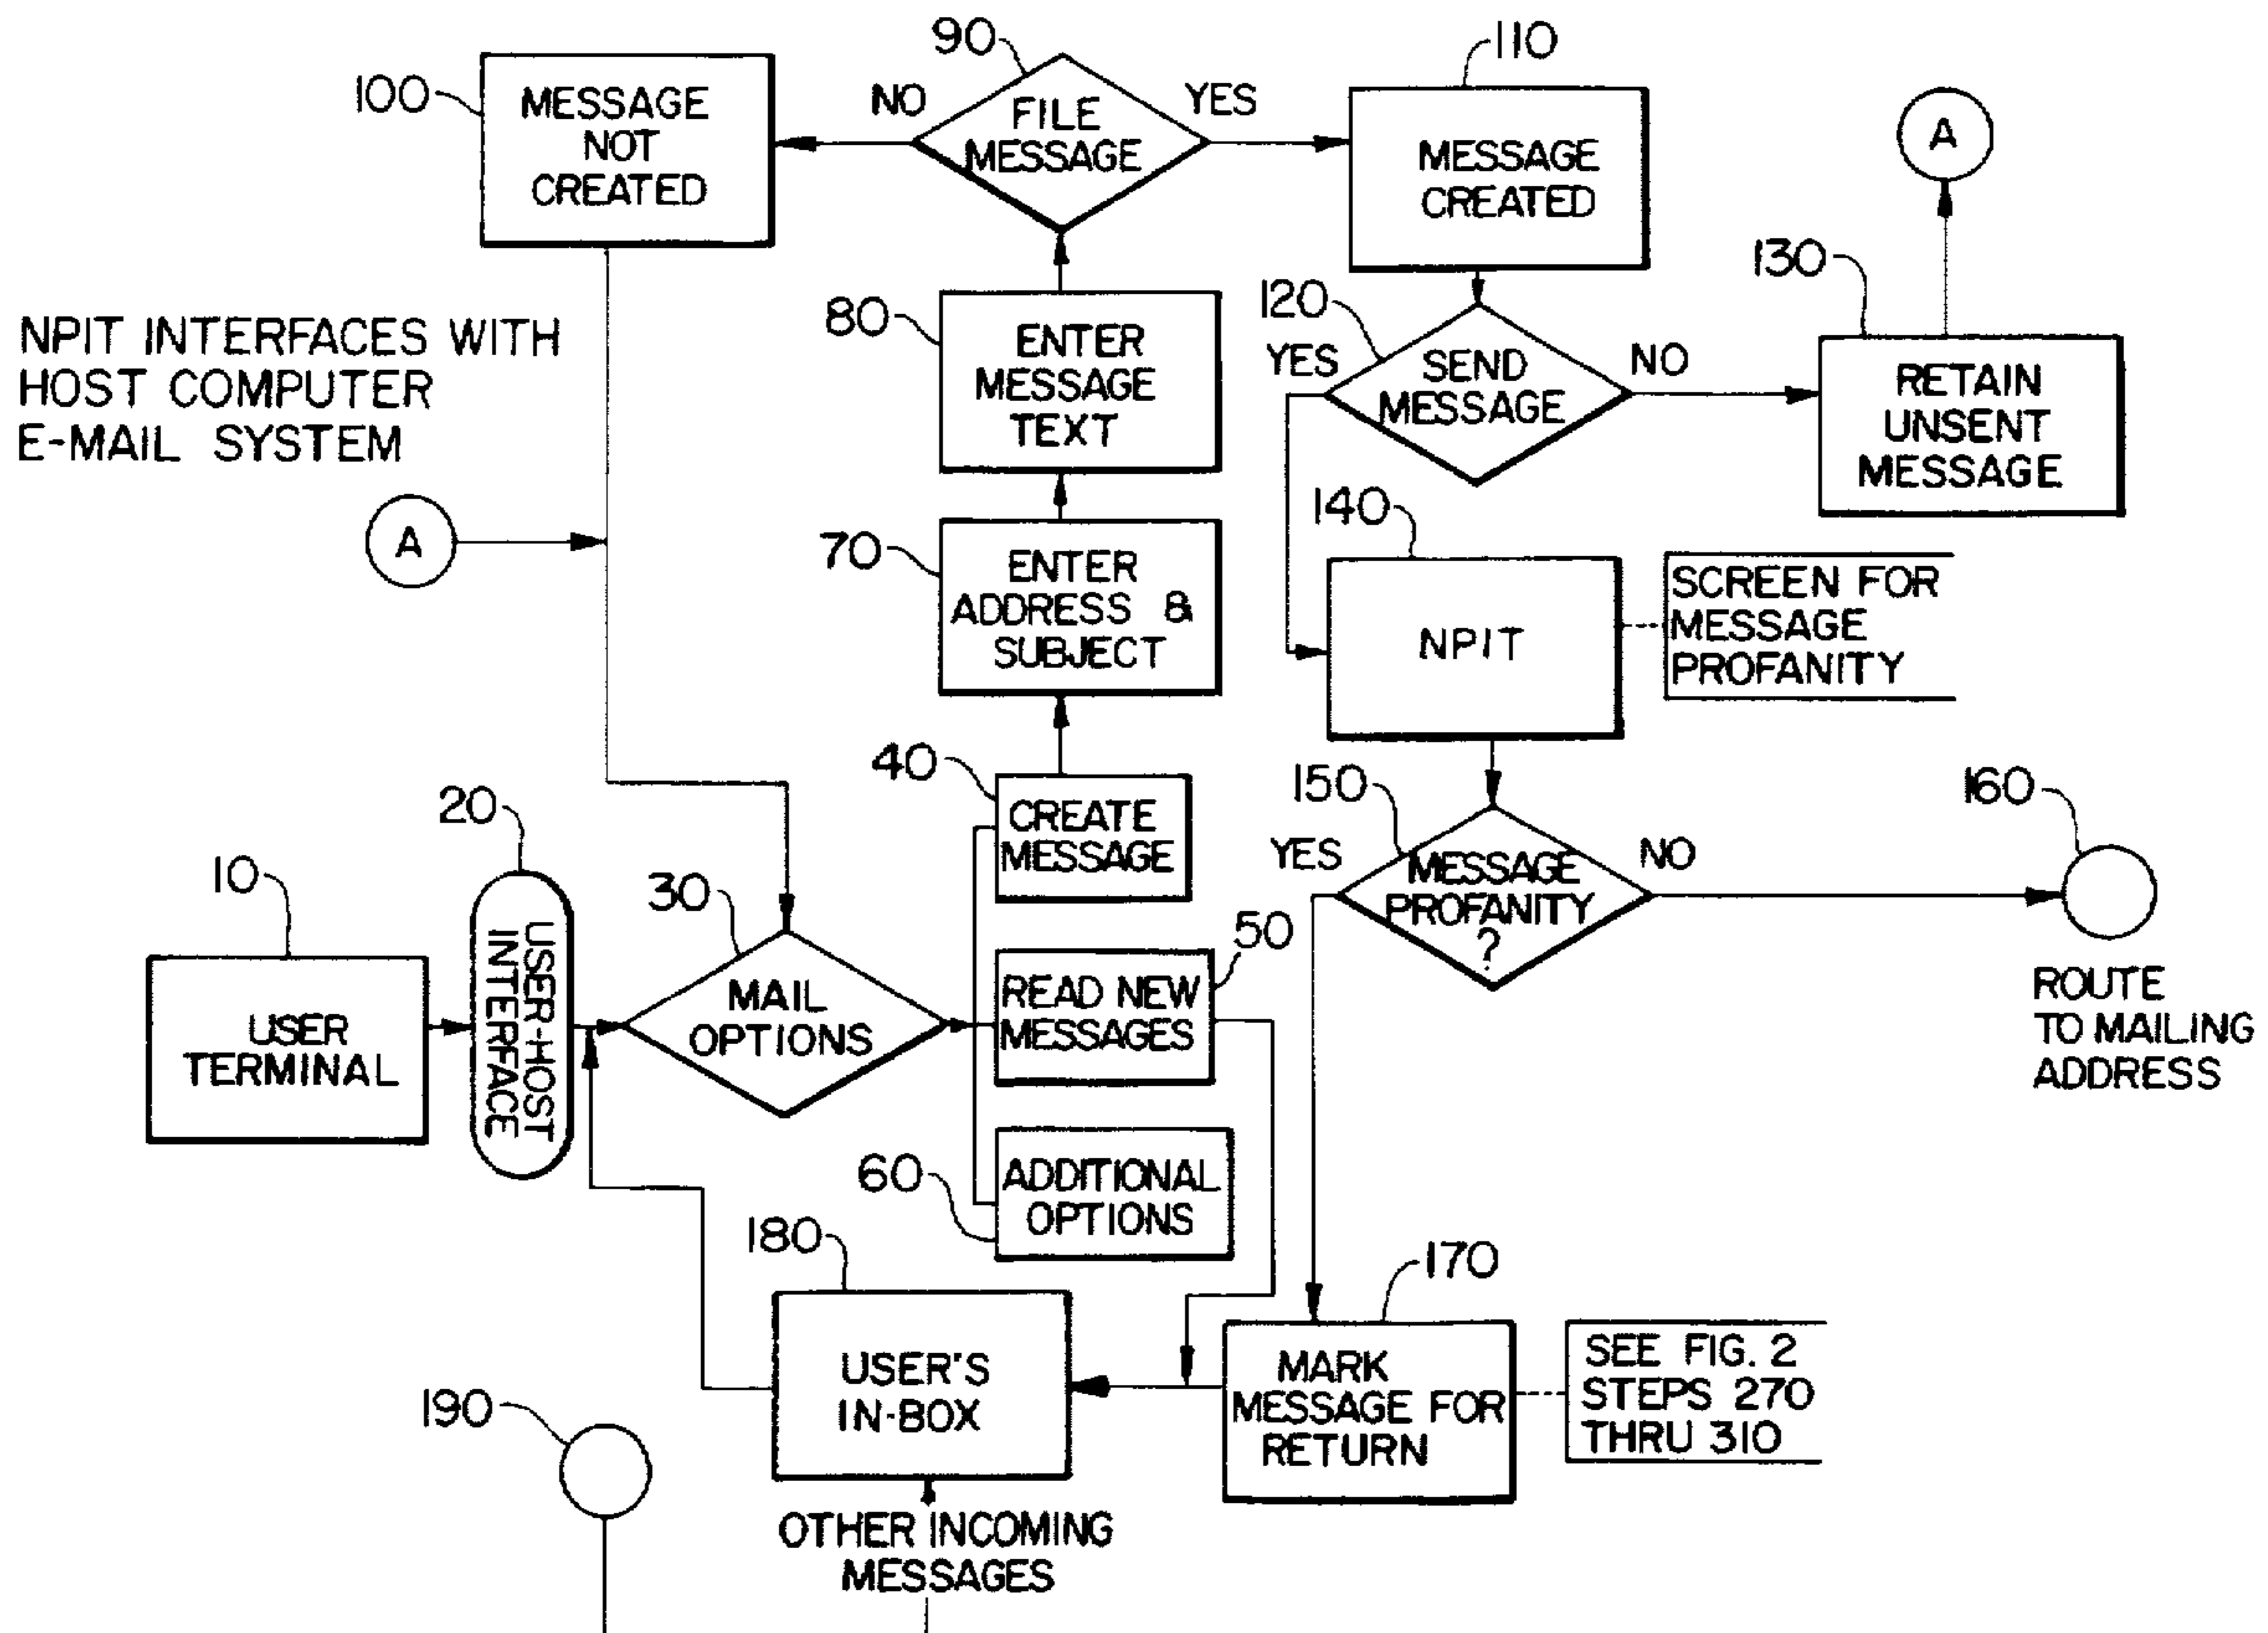 90
110
100
MESSAGE
NOT
CREATED
NO
FILE
MESSAGE
YES
MESSAGE
CREATED
A
130
120
80
NPIT INTERFACES WITH
HOST COMPUTER
E-MAIL SYSTEM
ENTER
MESSAGE
TEXT
YES
SEND
MESSAGE
NO
RETAIN
UNSENT
MESSAGE
140
A
70
ENTER
ADDRESS &
SUBJECT
NPIT
SCREEN FOR
MESSAGE
PROFANITY
40
CREATE
MESSAGE
150
160
YES
MESSAGE
PROFANITY
?
NO
20
10
30
50
USER
TERMINAL
USER-HOST
INTERFACE
MAIL
OPTIONS
READ NEW
MESSAGES
ROUTE
TO MAILING
ADDRESS
60
ADDITIONAL
OPTIONS
180
170
USER'S
IN-BOX
MARK
MESSAGE FOR
RETURN
SEE FIG. 2
STEPS 270
THRU 310
190
OTHER INCOMING
MESSAGES